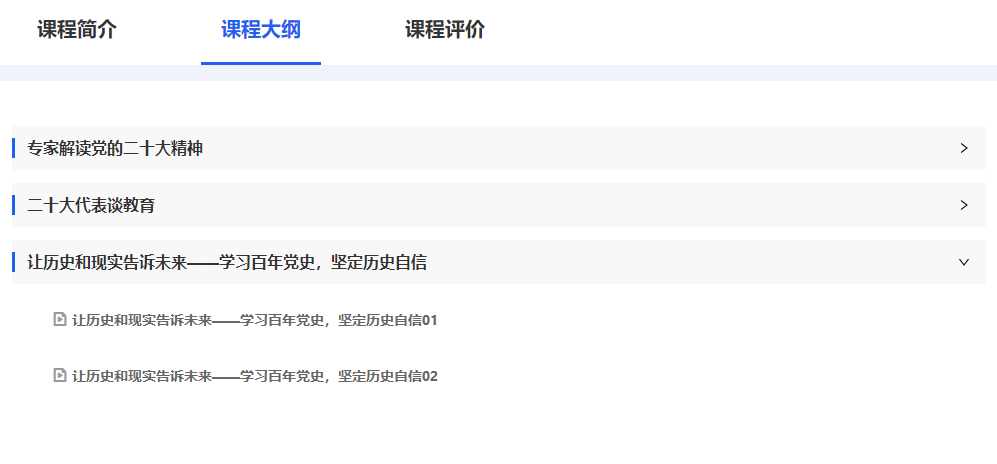 课程简介 课程大纲 课程评价
专家解读党的二十大精神
二十大代表谈教育
让历史和现实告诉未来——学习百年党史，坚定历史自信
让历史和现实告诉未来——学习百年党史，坚定历史自信01
让历史和现实告诉未来——学习百年党史，坚定历史自信02